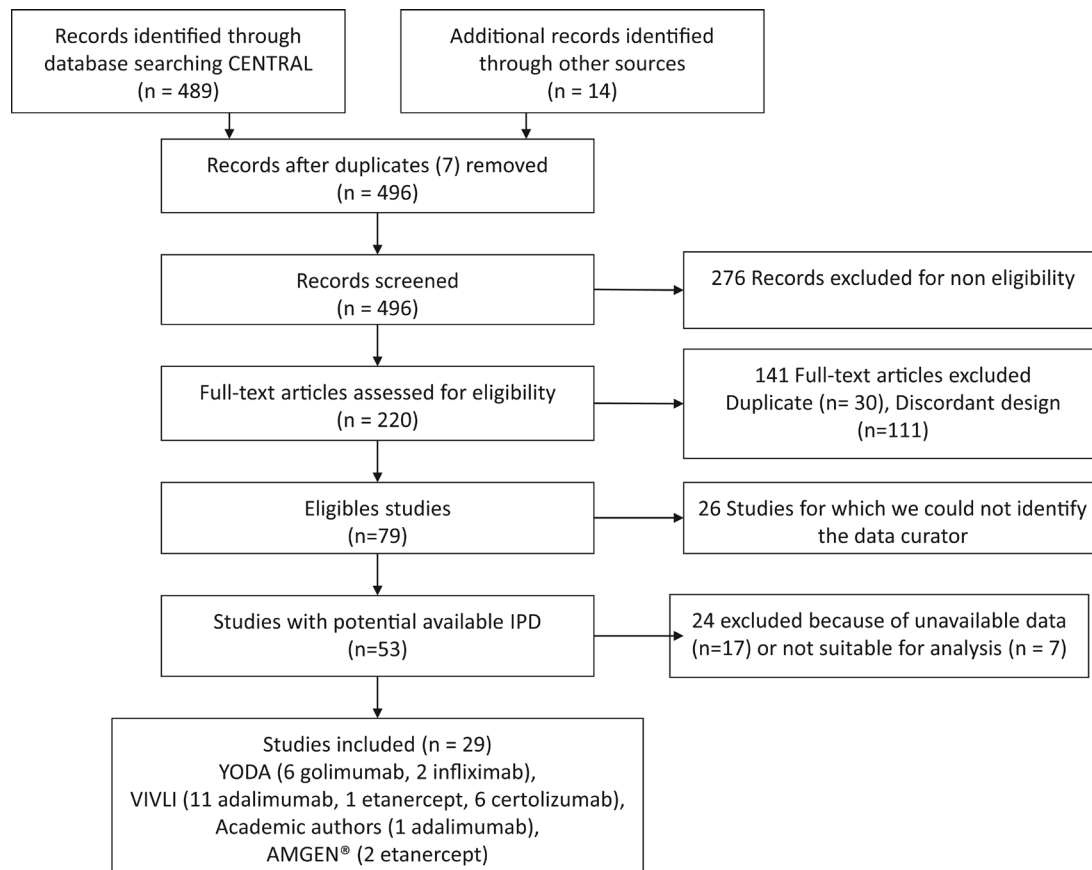 Records identified through
database searching CENTRAL
(n = 489)
Additional records identified
through other sources
(n = 14)
Records after duplicates (7) removed
(n = 496)
Records screened
(n = 496)
276 Records excluded for non eligibility
Full-text articles assessed for eligibility
(n = 220)
141 Full-text articles excluded
Duplicate (n= 30), Discordant design
(n=111)
Eligibles studies
(n=79)
26 Studies for which we could not identify
the data curator
Studies with potential available IPD
(n=53)
24 excluded because of unavailable data
(n=17) or not suitable for analysis (n = 7)
Studies included (n = 29)
YODA (6 golimumab, 2 infliximab),
VIVLI (11 adalimumab, 1 etanercept, 6 certolizumab),
Academic authors (1 adalimumab),
AMGEN® (2 etanercept)